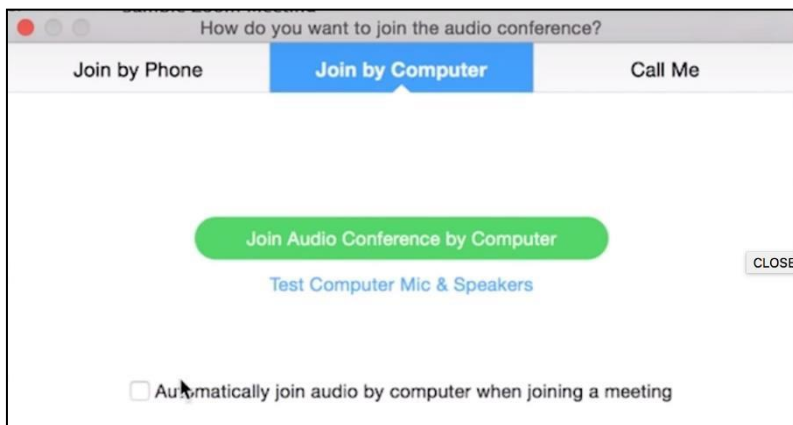 How do you want to join the audio conference?
Join by Phone Join by Computer Call Me
Join Audio Conference by Computer
CLOSE
Test Computer Mic & Speakers
Automatically join audio by computer when joining a meeting